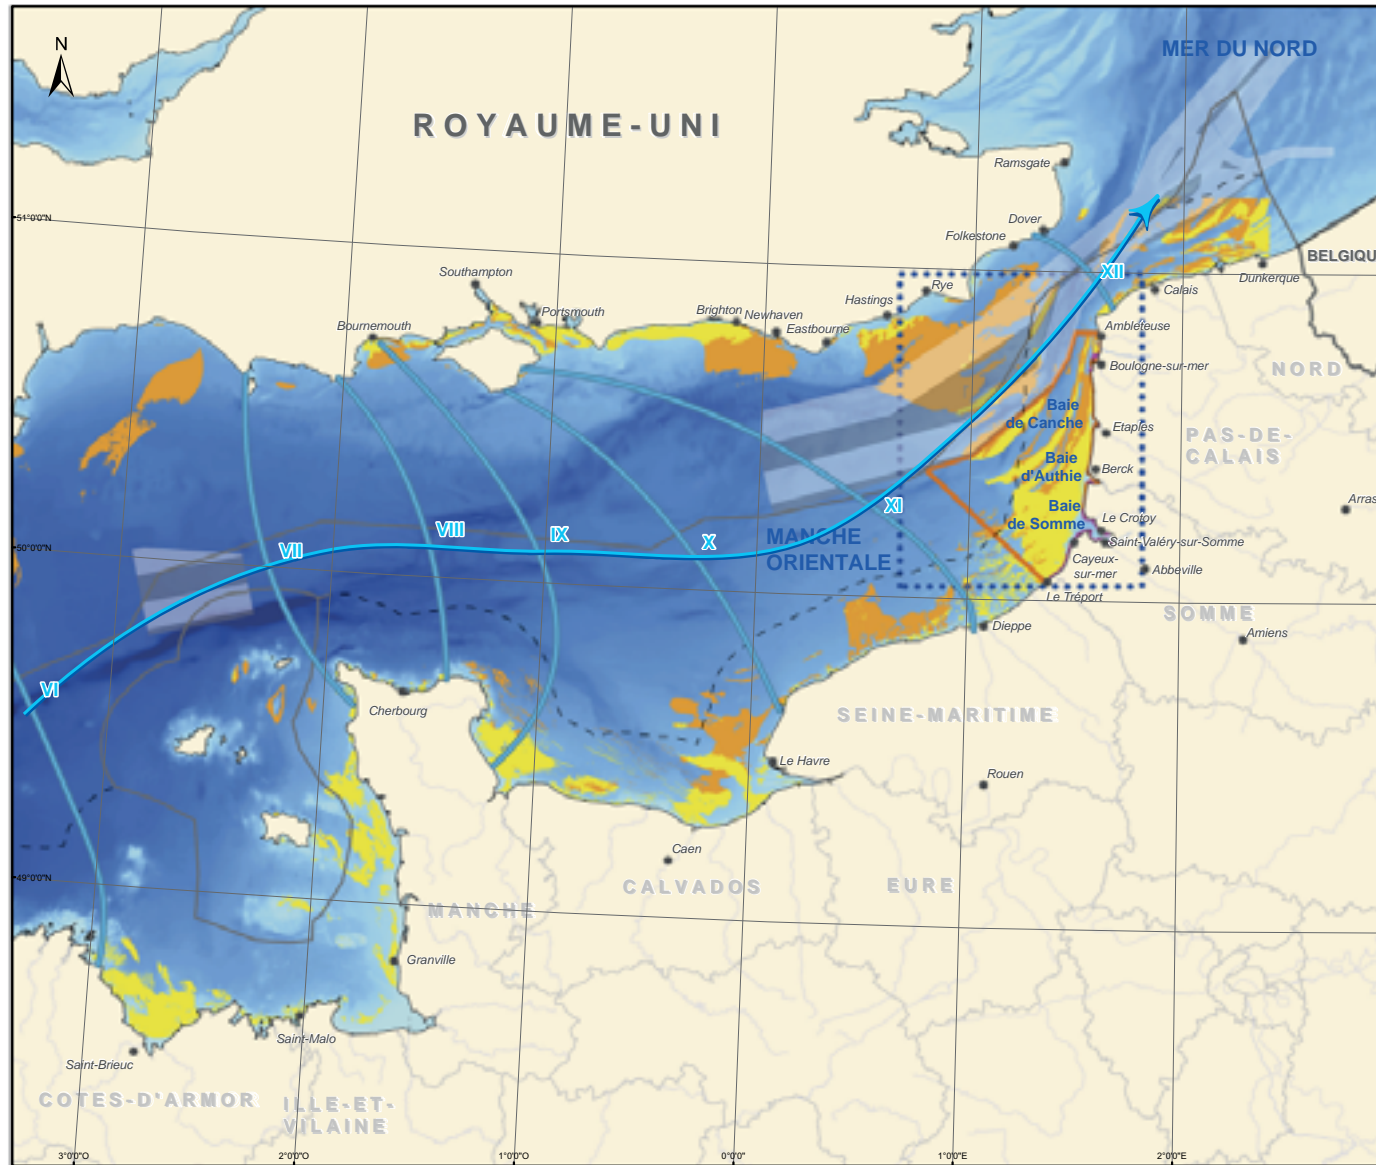 N
MER DU NORD
ROYAUME-UNI
Ramsgate
51°0'0"N
Dover
Folkestone
BELGIQU
Southampton
Rye
Dunkerque
Calais
Hastings
Portsmouth
Brighton
Newhaven
Bournemouth
Eastbourne
Ambleteuse
XII
Boulogne-sur-mer
NORD
Baie
de Canche
Etaples
PAS-DE-
CALAIS
Baie
d'Authie
Berck
Arras
Baie
de Somme
Le Crotoy
Saint-Valéry-sur-Somme
Cayeux-
sur-mer
Abbeville
XI
VIII
IX
X
VII
MANCHE
ORIENTALE
50°0'0"N
Le Tréport
SOMME
Dieppe
Amiens
VI
Cherbourg
SEINE-MARITIME
Le Havre
Rouen
Caen
49°0'0"N
CALVADOS
EURE
MANCHE
Granville
Saint-Malo
Saint-Brieuc
COTES-D'ARMOR
ILLE-ET-
VILAINE
3°0'0"O
2°0'0"O
1°0'0"O
0°0'0"
1°0'0"E
2°0'0"E